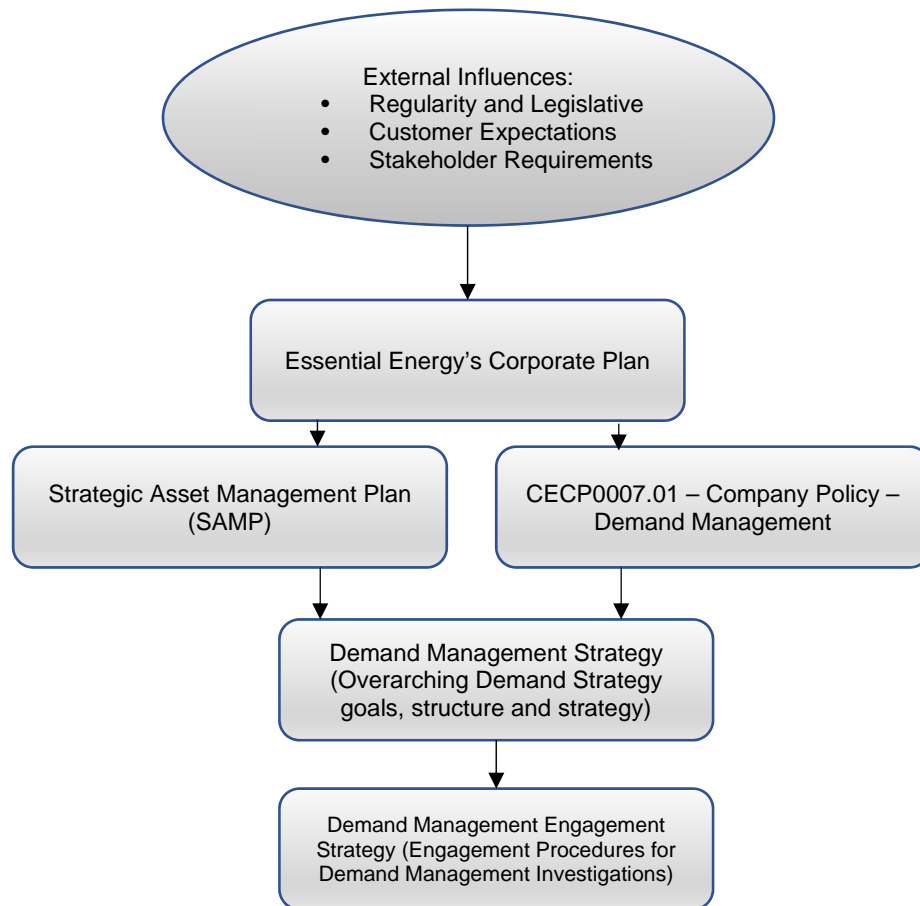 External Influences:
• Regularity and Legislative
• Customer Expectations
• Stakeholder Requirements
Essential Energy’s Corporate Plan
Strategic Asset Management Plan
(SAMP)
CECP0007.01 – Company Policy –
Demand Management
Demand Management Strategy
(Overarching Demand Strategy
goals, structure and strategy)
Demand Management Engagement
Strategy (Engagement Procedures for
Demand Management Investigations)